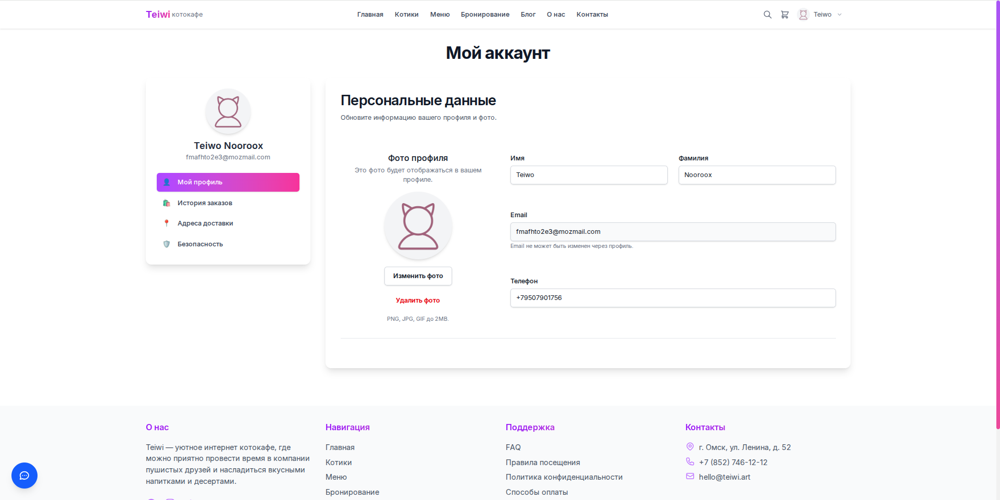 Teiwi котокафе
Главная Котики Меню Бронирование Блог О нас Контакты
Teiwo
Мой аккаунт
Teiwo Nooroox
fmafhto2e3@mozmail.com
Мой профиль
История заказов
Адреса доставки
Безопасность
Персональные данные
Обновите информацию вашего профиля и фото.
Фото профиля
Это фото будет отображаться в вашем
профиле.
Изменить фото
Удалить фото
PNG, JPG, GIF до 2MB.
Имя
Teiwo
Фамилия
Nooroox
Email
fmafhto2e3@mozmail.com
Email не может быть изменен через профиль.
Телефон
+79507901756
О нас
Teiwi — уютное интернет котокафе, где
можно приятно провести время в компании
пушистых друзей и насладиться вкусными
напитками и десертами.
Навигация
Главная
Котики
Меню
Бронирование
Поддержка
FAQ
Правила посещения
Политика конфиденциальности
Способы оплаты
Контакты
г. Омск, ул. Ленина, д. 52
+7 (852) 746-12-12
hello@teiwi.art